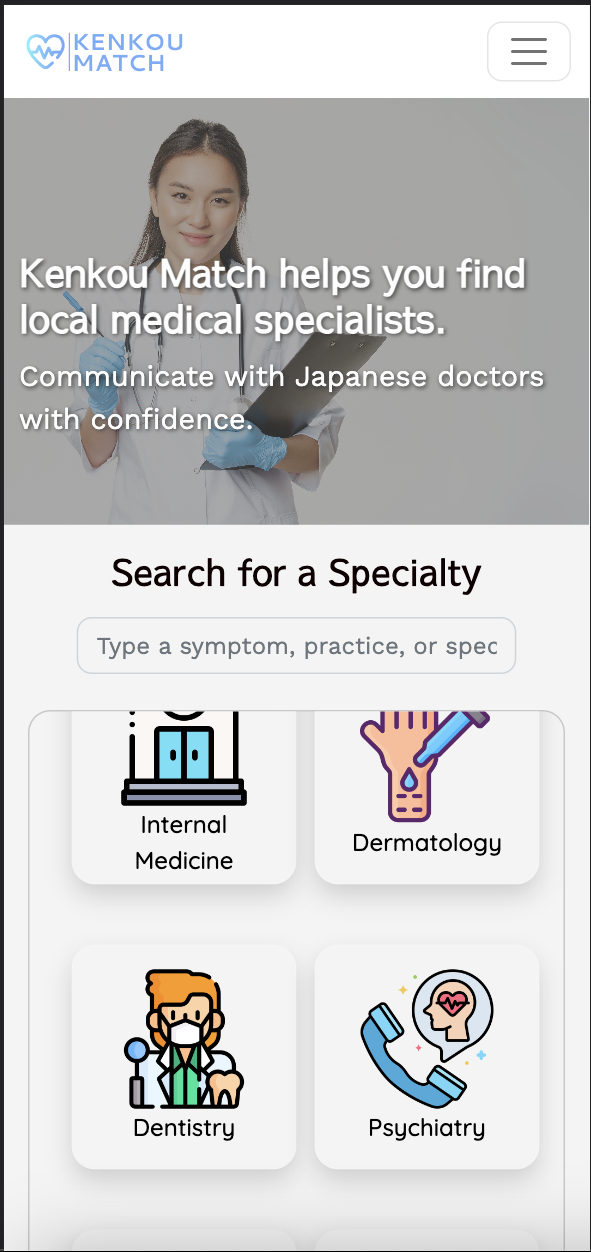 KENKOU
MATCH
Kenkou Match helps you find
local medical specialists.
Communicate with Japanese doctors
with confidence.
Search for a Specialty
Type a symptom, practice, or spec
Internal
Medicine
Dermatology
Dentistry
Psychiatry